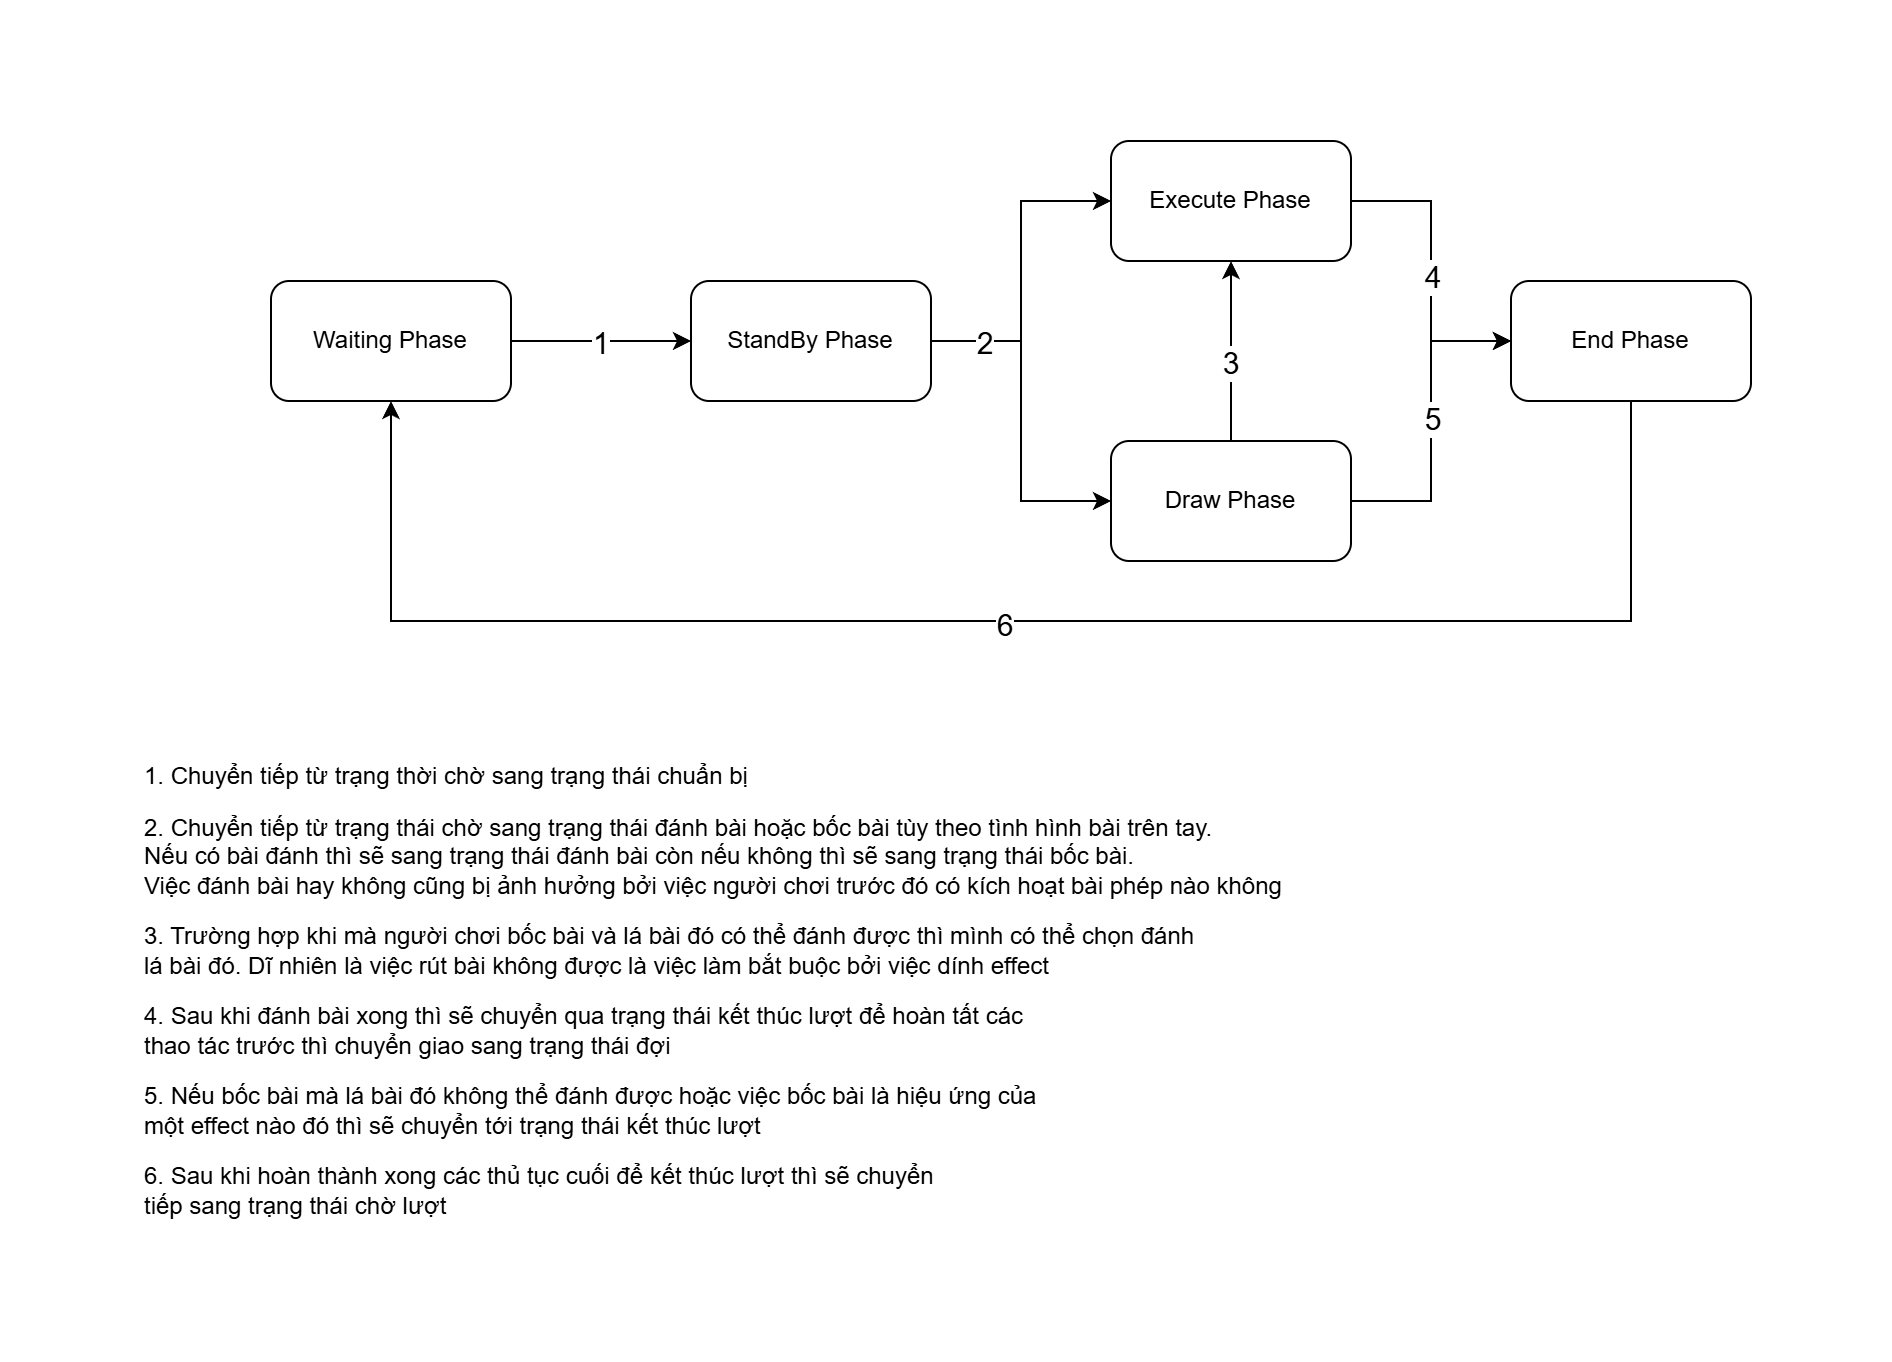 Execute Phase
4
Waiting Phase
1
StandBy Phase
2
3
End Phase
5
Draw Phase
6
1. Chuyển tiếp từ trạng thời chờ sang trạng thái chuẩn bị
2. Chuyển tiếp từ trạng thái chờ sang trạng thái đánh bài hoặc bốc bài tùy theo tình hình bài trên tay.
Nếu có bài đánh thì sẽ sang trạng thái đánh bài còn nếu không thì sẽ sang trạng thái bốc bài.
Việc đánh bài hay không cũng bị ảnh hưởng bởi việc người chơi trước đó có kích hoạt bài phép nào không
3. Trường hợp khi mà người chơi bốc bài và lá bài đó có thể đánh được thì mình có thể chọn đánh
lá bài đó. Dĩ nhiên là việc rút bài không được là việc làm bắt buộc bởi việc dính effect
4. Sau khi đánh bài xong thì sẽ chuyển qua trạng thái kết thúc lượt để hoàn tất các
thao tác trước thì chuyển giao sang trạng thái đợi
5. Nếu bốc bài mà lá bài đó không thể đánh được hoặc việc bốc bài là hiệu ứng của
một effect nào đó thì sẽ chuyển tới trạng thái kết thúc lượt
6. Sau khi hoàn thành xong các thủ tục cuối để kết thúc lượt thì sẽ chuyển
tiếp sang trạng thái chờ lượt